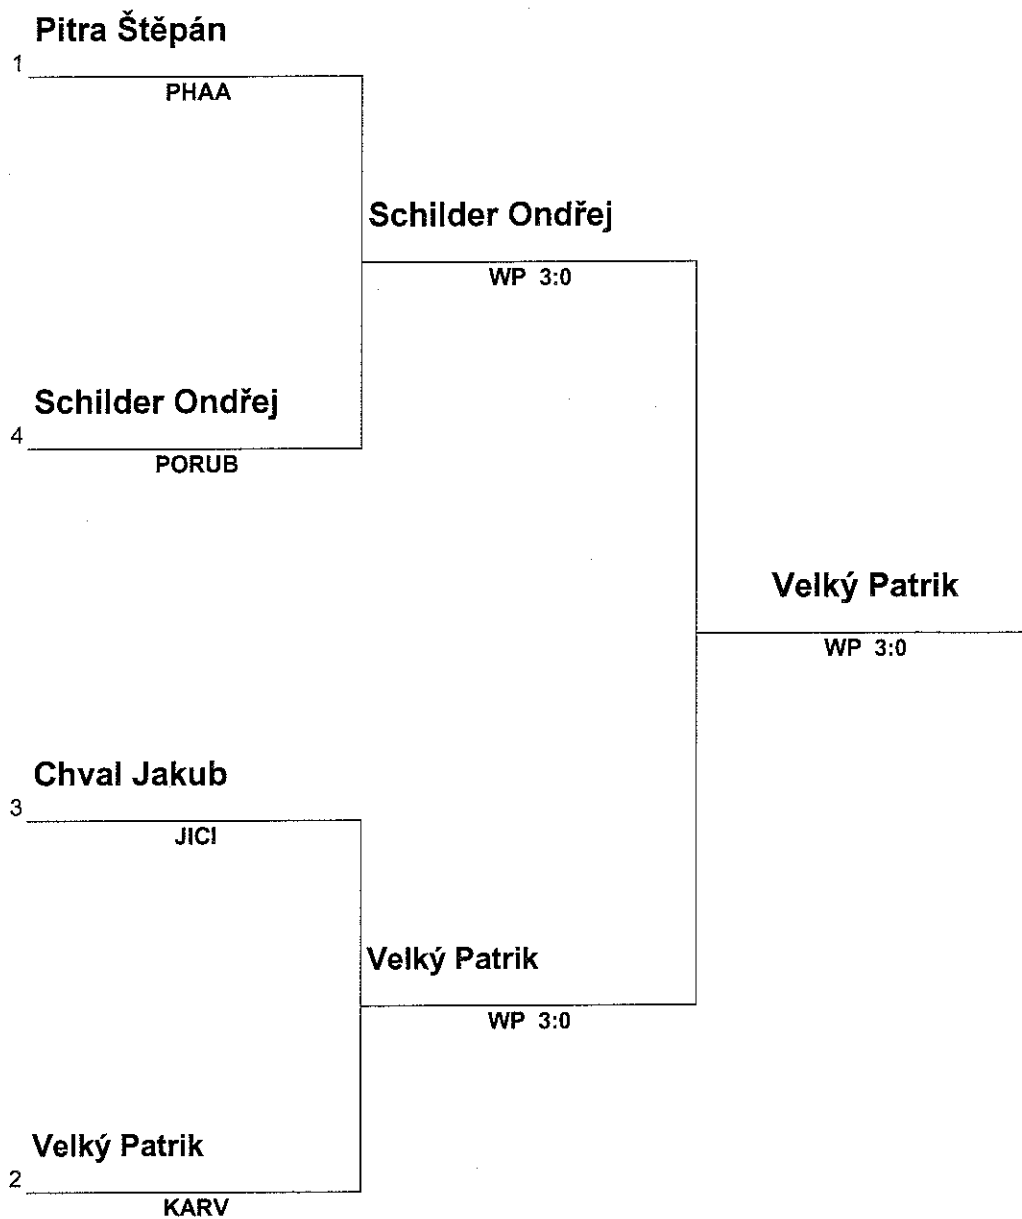 Pitra Štěpán
1
PHAA
Schilder Ondřej
WP 3:0
Schilder Ondřej
4
PORUB
Velký Patrik
WP 3:0
Chval Jakub
3
JICI
Velký Patrik
WP 3:0
Velký Patrik
2
KARV